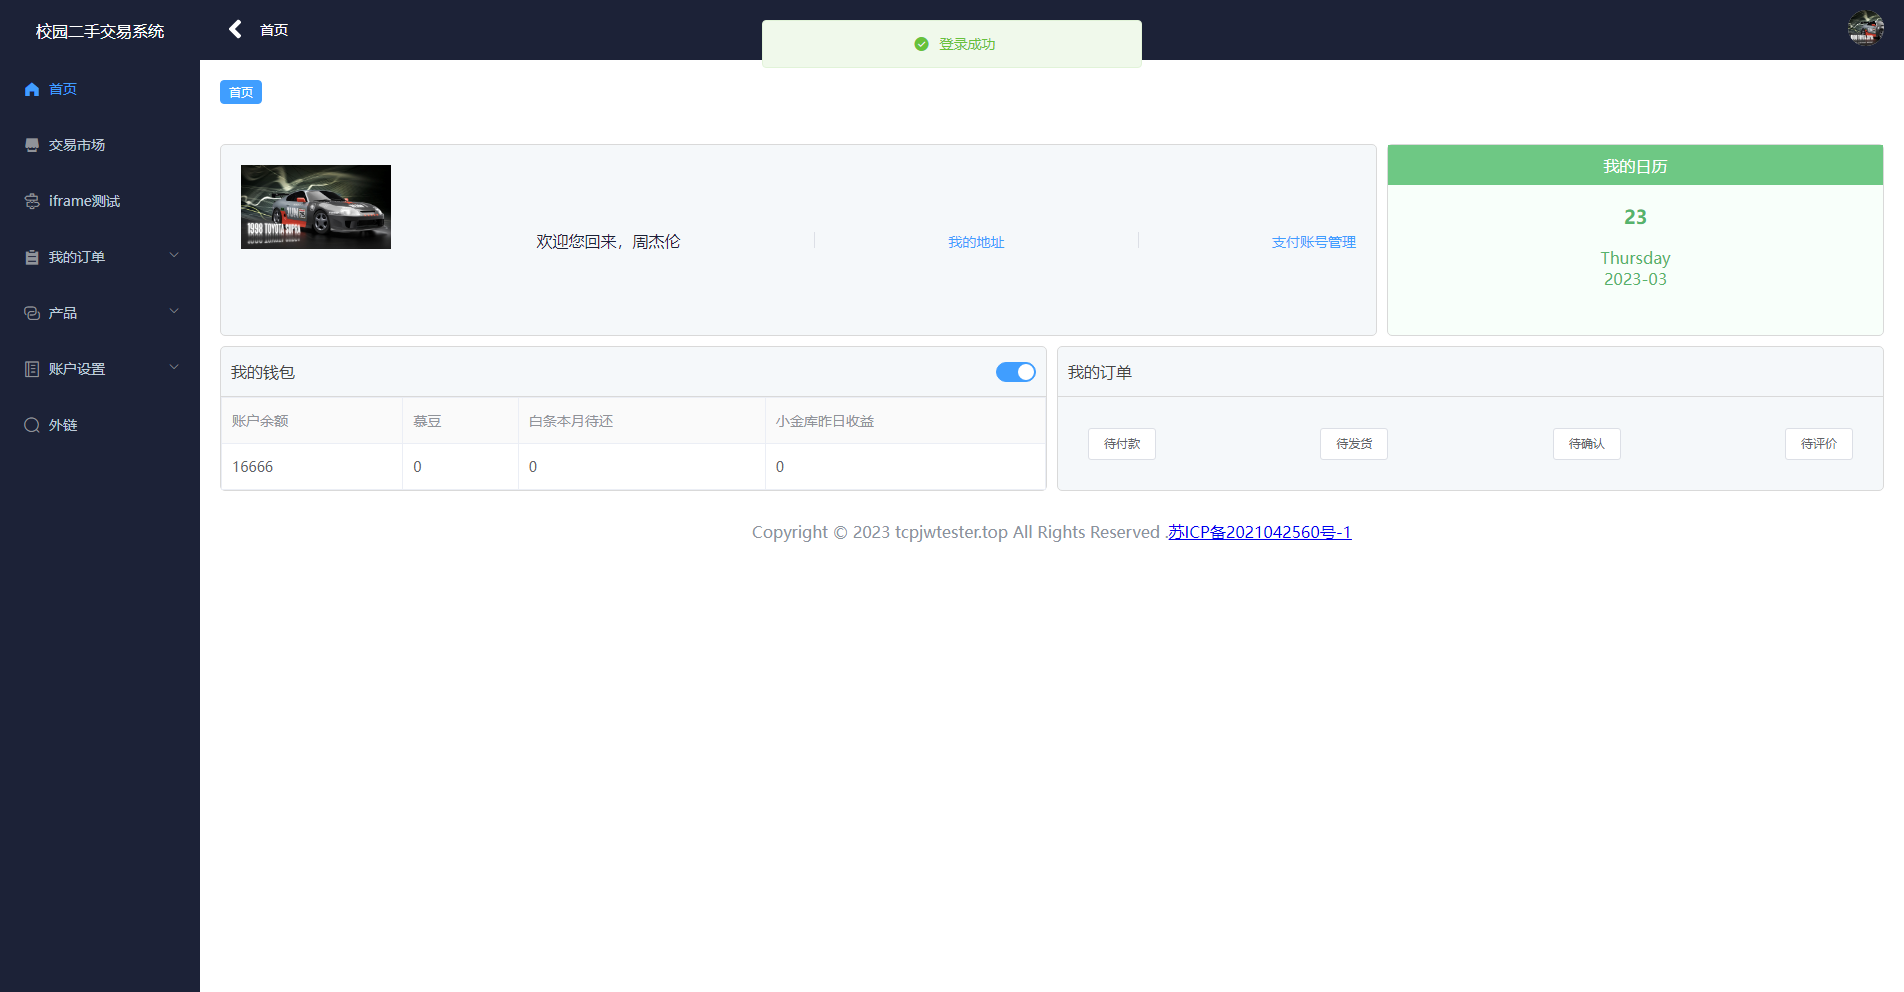 校园二手交易系统
首页
登录成功
首页
交易市场
iframe测试
我的订单
产品
账户设置
外链
首页
1998 TOYOTA SUPRA
欢迎您回来，周杰伦
我的地址
支付账号管理
我的日历
23
Thursday
2023-03
我的钱包
账户余额 慕豆 白条本月待还 小金库昨日收益
16666 0 0 0
我的订单
待付款 待发货 待确认 待评价
Copyright © 2023 tcpjwtester.top All Rights Reserved .苏ICP备2021042560号-1